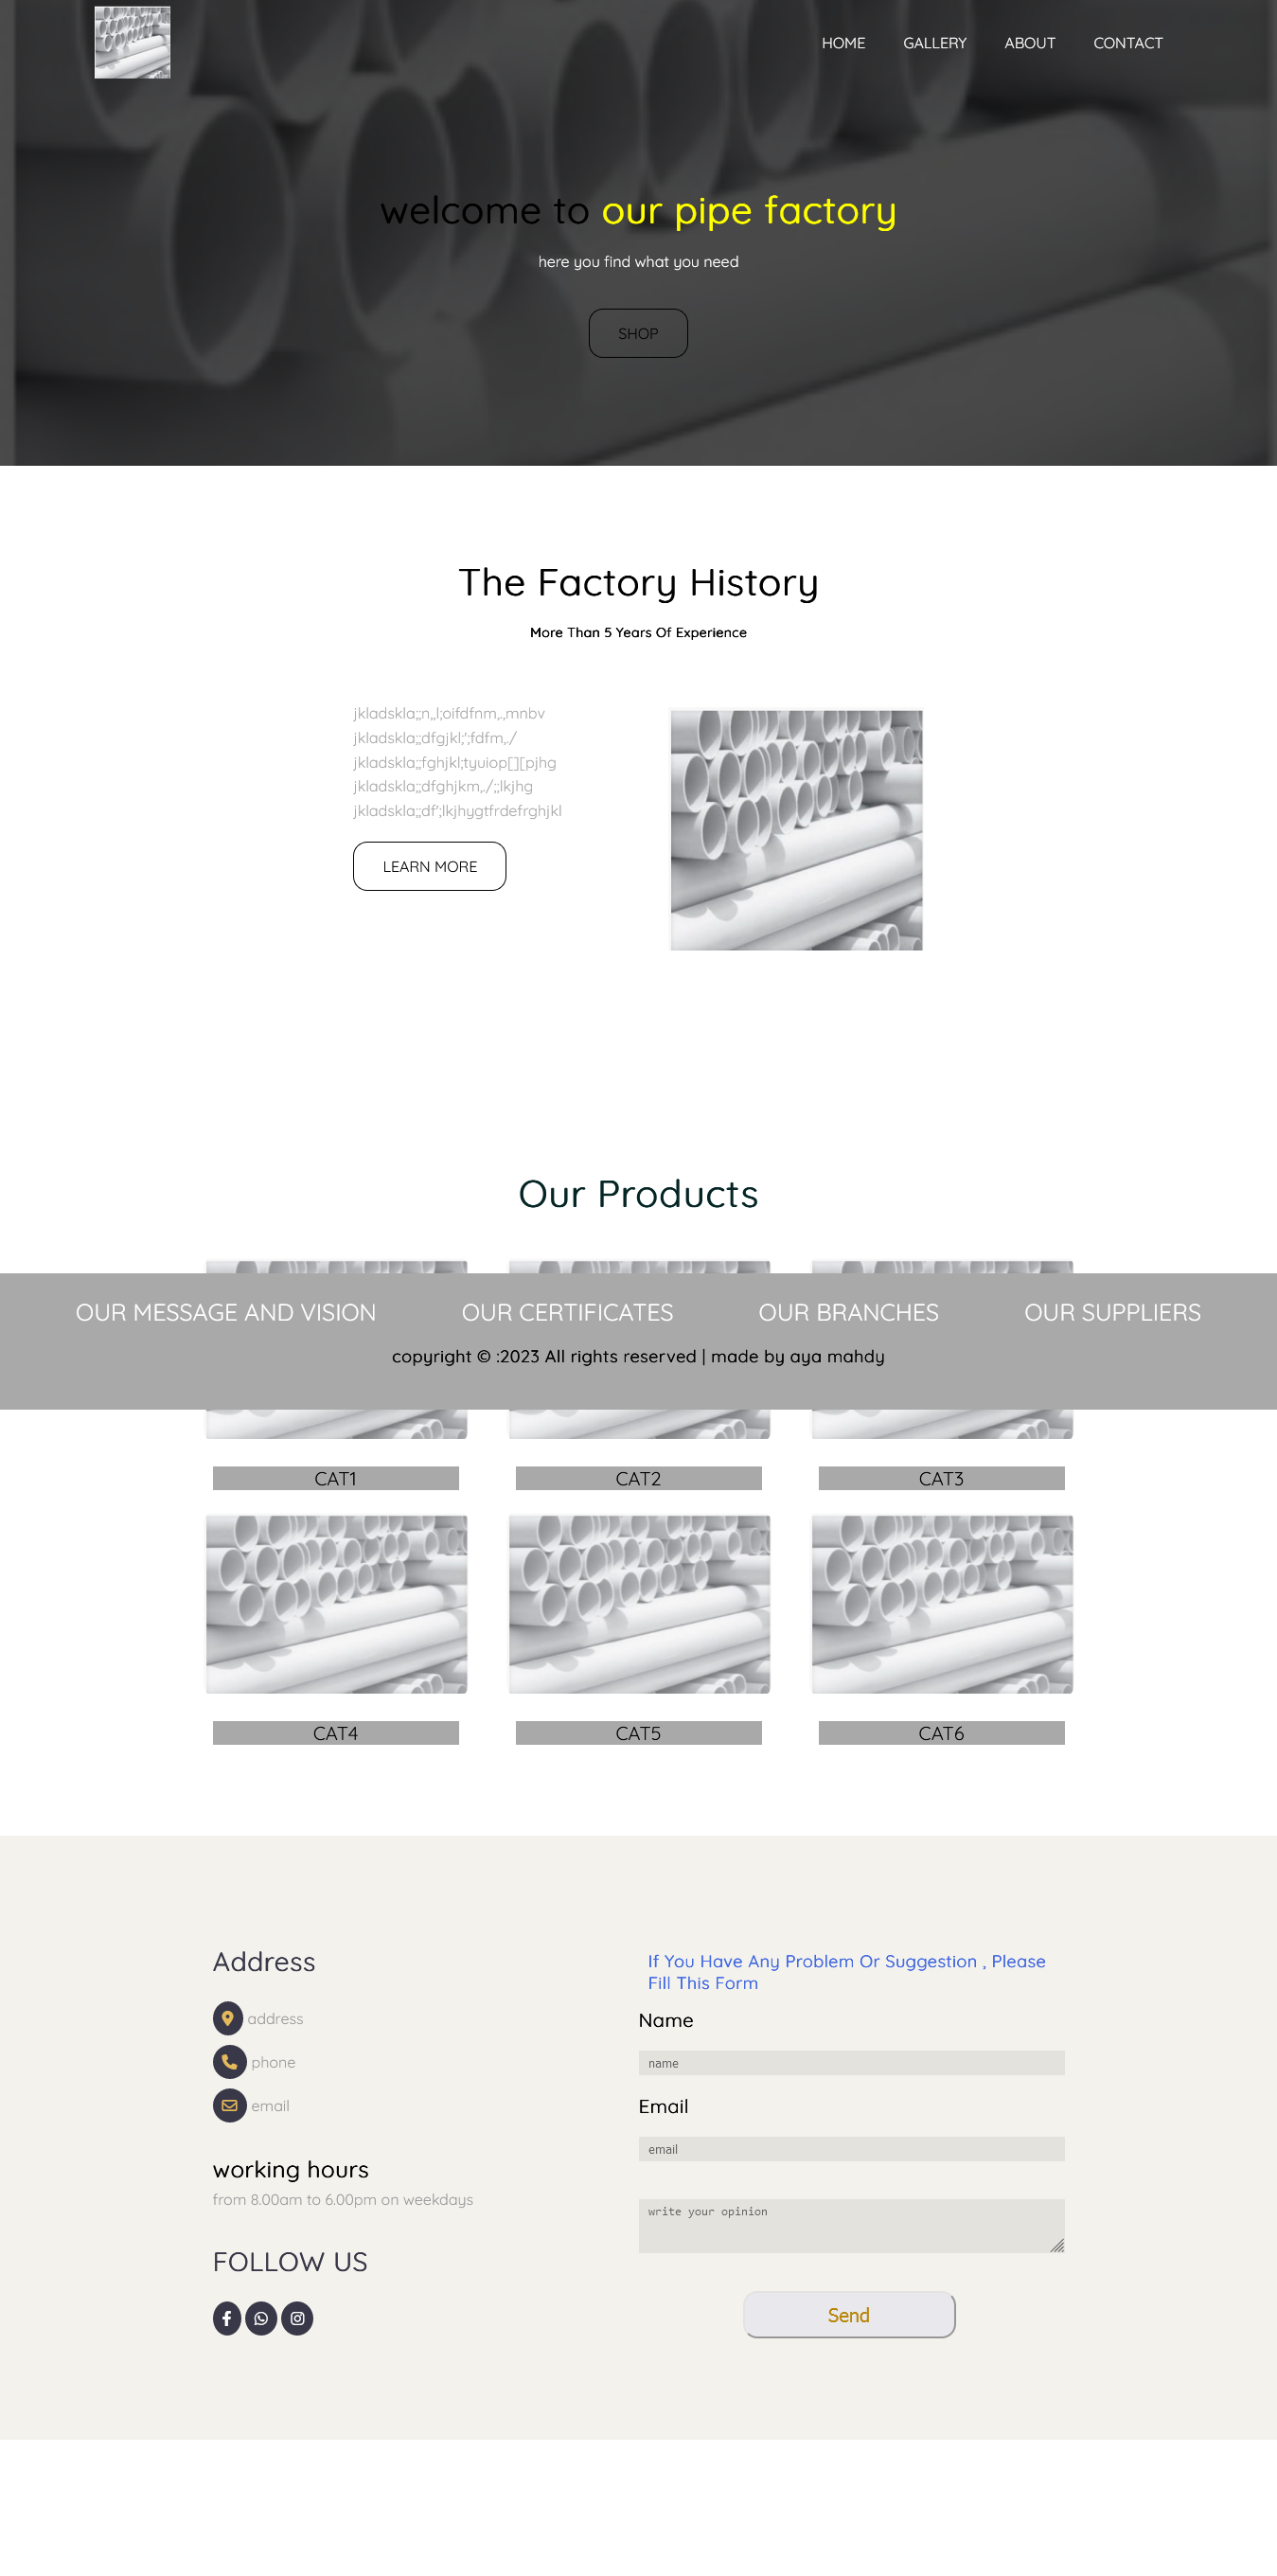 HOME GALLERY ABOUT CONTACT
welcome to our pipe factory
here you find what you need
SHOP
The Factory History
More Than 5 Years Of Experience
jkladskla;;n,,l;oifdfnm,.,mnbv
jkladskla;;dfgjkl;';fdfm,./
jkladskla;;fghjkl;tyuiop[][pjhg
jkladskla;;dfghjkm,./;;lkjhg
jkladskla;;df';lkjhygtfrdefrghjkl
LEARN MORE
Our Products
OUR MESSAGE AND VISION OUR CERTIFICATES OUR BRANCHES OUR SUPPLIERS
copyright © :2023 All rights reserved | made by aya mahdy
CAT1 CAT2 CAT3
CAT4 CAT5 CAT6
Address
address
phone
email
working hours
from 8.00am to 6.00pm on weekdays
FOLLOW US
If You Have Any Problem Or Suggestion , Please
Fill This Form
Name
name
Email
email
write your opinion
Send